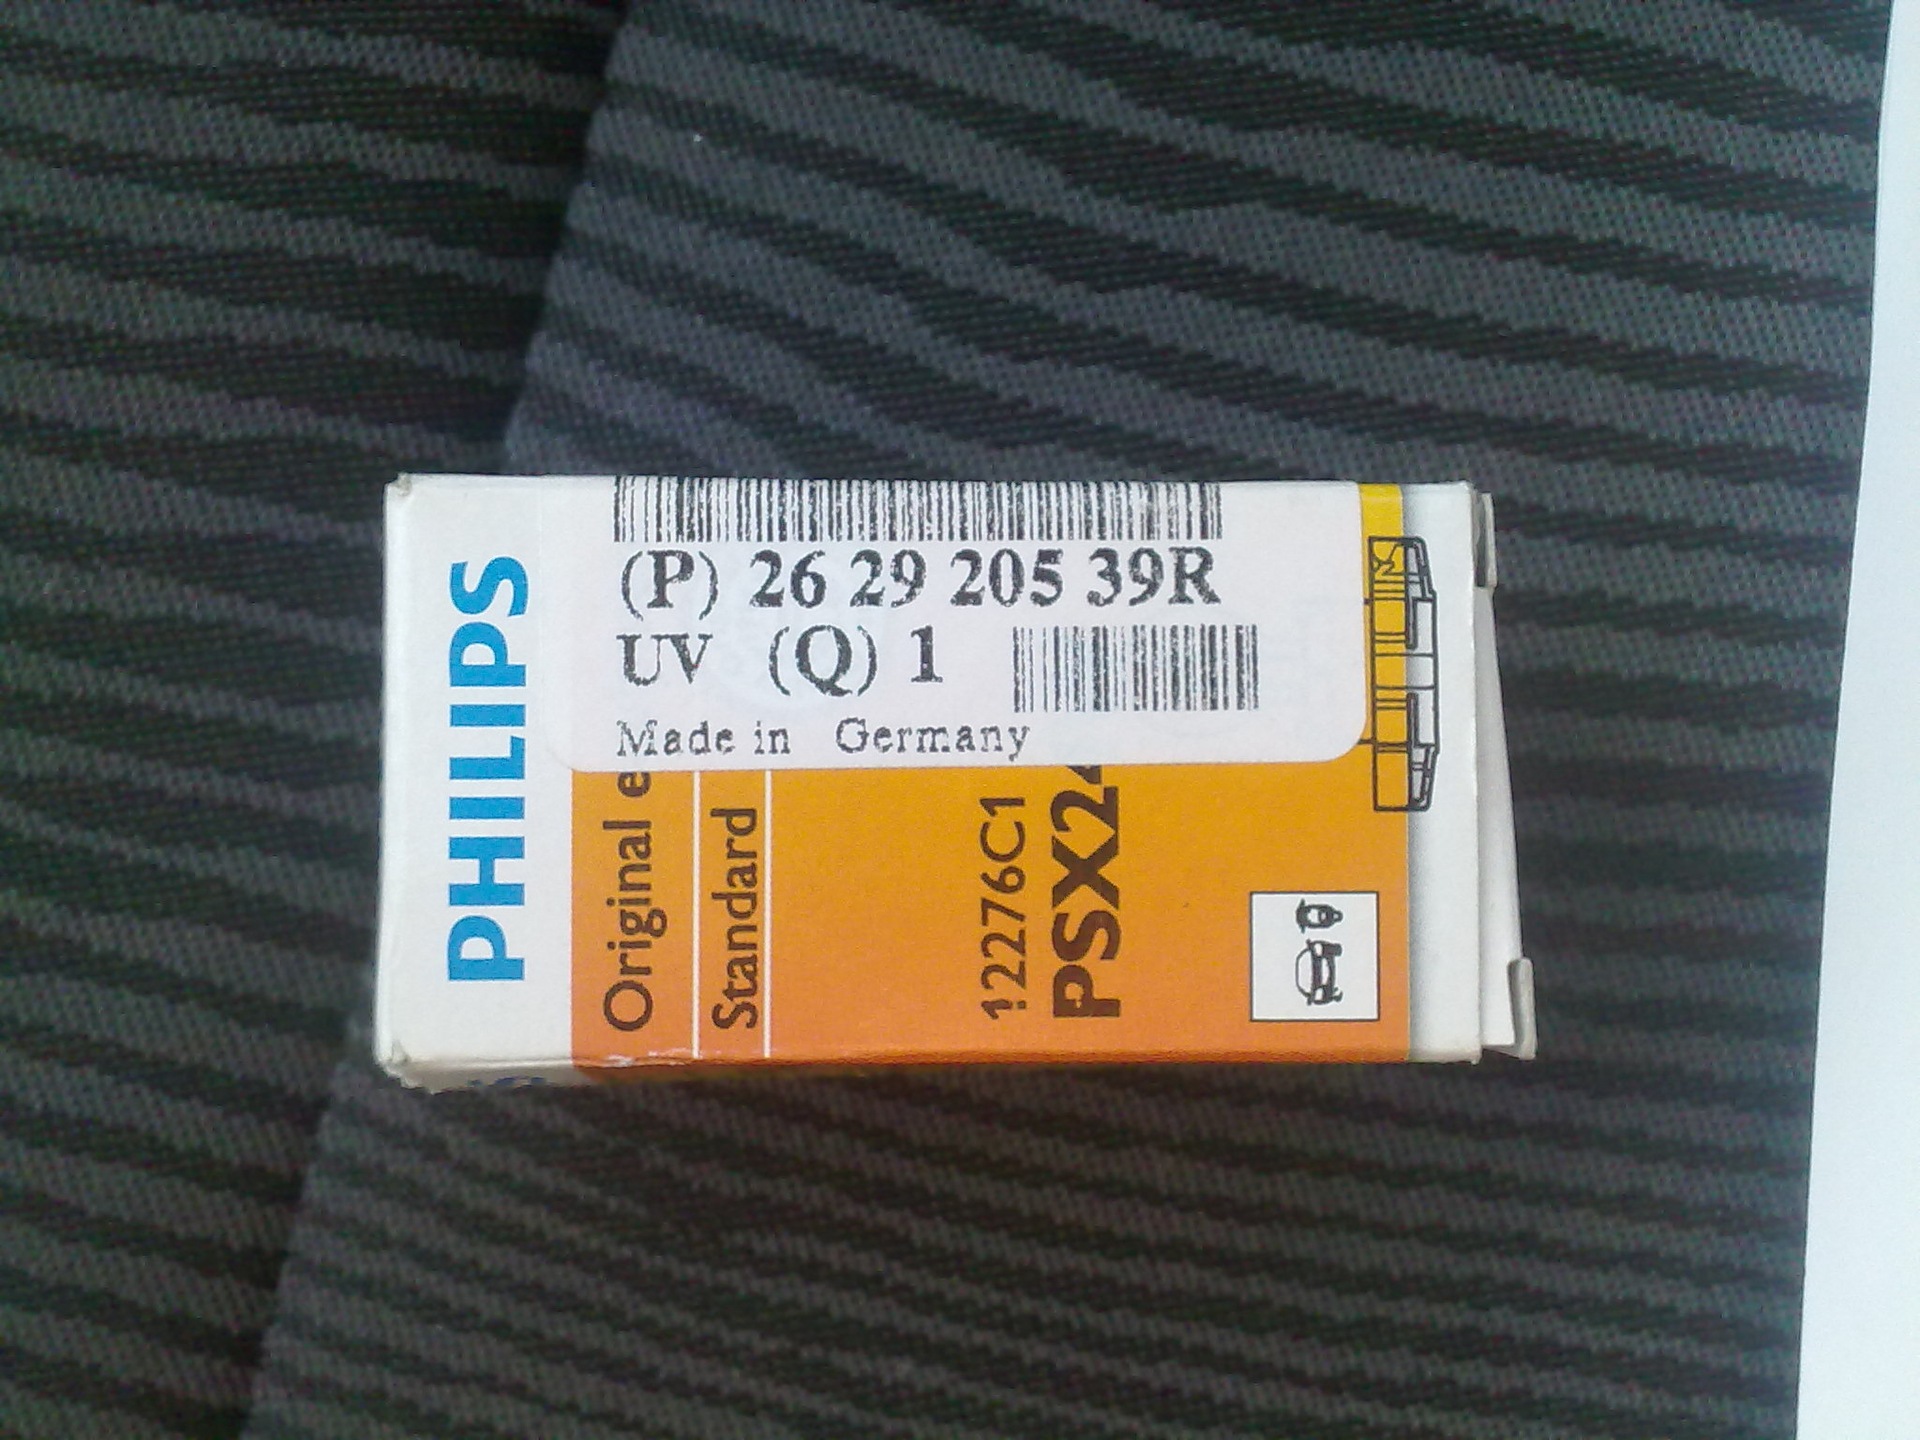 (P) 26 29 205 39R
UV (Q) 1
Made in Germany
PHILIPS
Original e
Standard
12276C1
PSX2